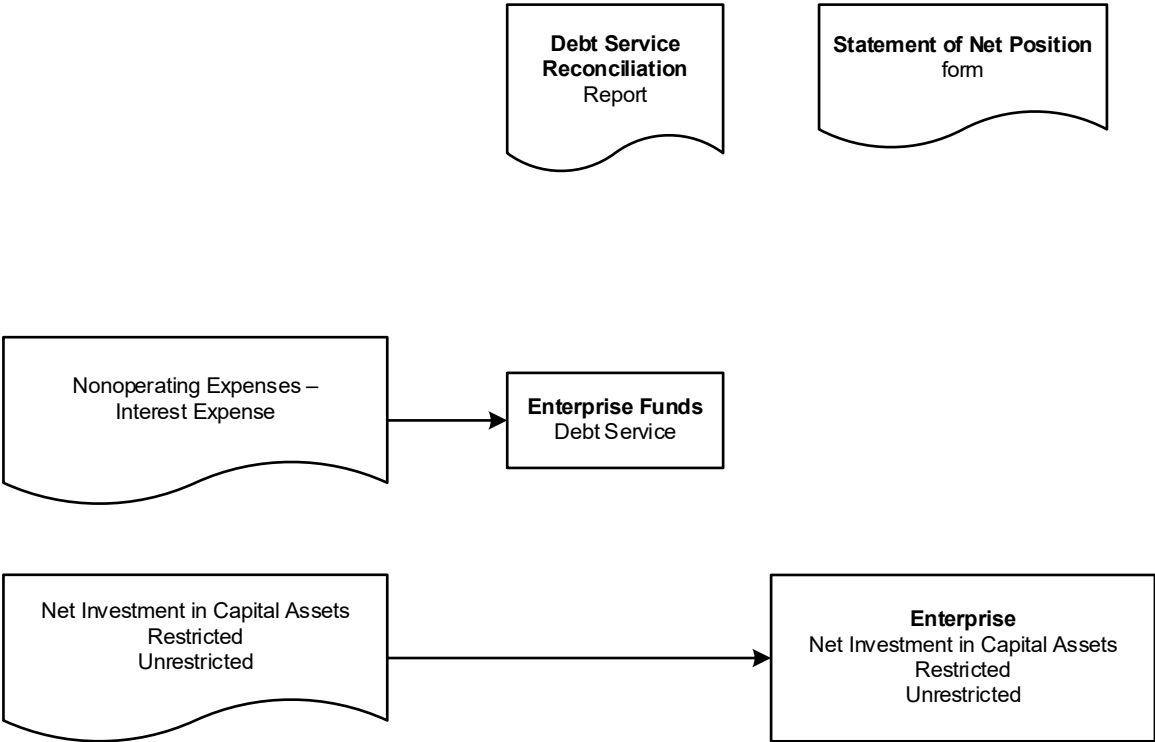 Debt Service
Reconciliation
Report
Statement of Net Position
form
Nonoperating Expenses –
Interest Expense
Enterprise Funds
Debt Service
Net Investment in Capital Assets
Restricted
Unrestricted
Enterprise
Net Investment in Capital Assets
Restricted
Unrestricted